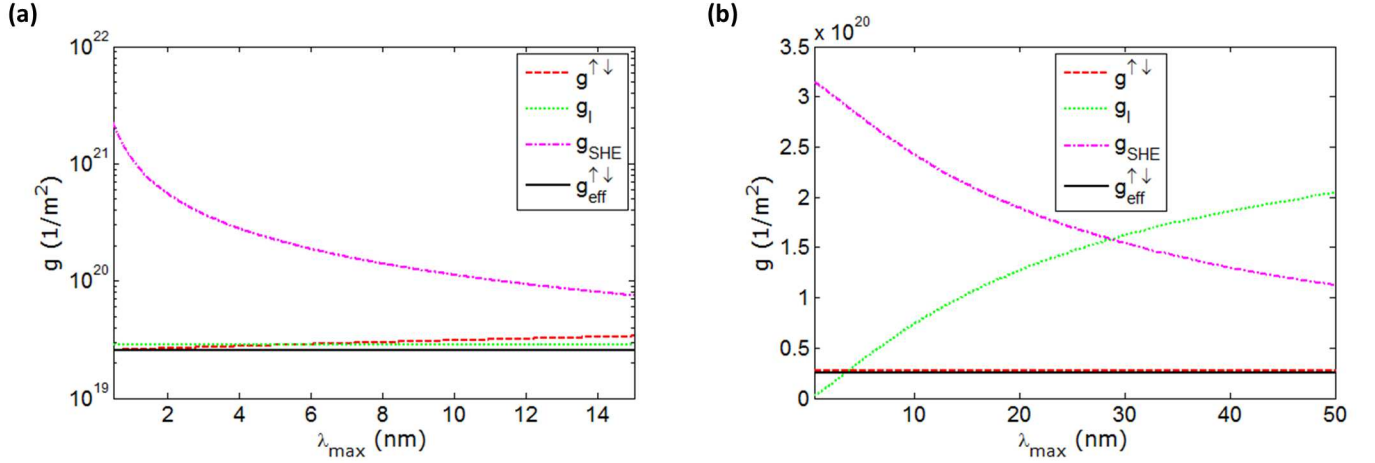 (a)
10^22
10^21
10^20
10^19
g (1/m^2)
2 4 6 8 10 12 14
λ_max (nm)
g^↑↓
g_I
g_SHE
g_eff^↑↓
(b)
x 10^20
3.5
3
2.5
2
1.5
1
0.5
0
g (1/m^2)
10 20 30 40 50
λ_max (nm)
g^↑↓
g_I
g_SHE
g_eff^↑↓